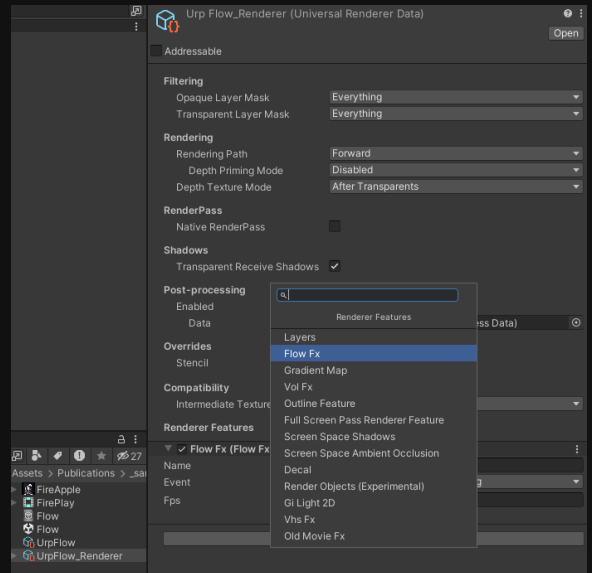 Urp Flow_Renderer (Universal Renderer Data)
Open
Addressable
Filtering
Opaque Layer Mask Everything
Transparent Layer Mask Everything
Rendering
Rendering Path Forward
Depth Priming Mode Disabled
Depth Texture Mode After Transparents
RenderPass
Native RenderPass
Shadows
Transparent Receive Shadows
Post-processing
Enabled
Data ess Data)
Overrides
Stencil
Compatibility
Intermediate Texture
Renderer Features
Flow Fx (Flow Fx
Name
Event g
Fps
Renderer Features
Layers
Flow Fx
Gradient Map
Vol Fx
Outline Feature
Full Screen Pass Renderer Feature
Screen Space Shadows
Screen Space Ambient Occlusion
Decal
Render Objects (Experimental)
Gi Light 2D
Vhs Fx
Old Movie Fx
27
Assets > Publications > _sa
FireApple
FirePlay
Flow
Flow
UrpFlow
UrpFlow_Renderer